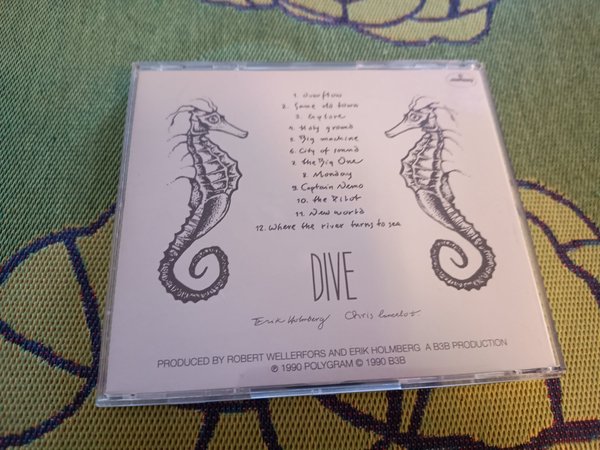 1. Overflow
2. Same old town
3. Explore
4. Holy ground
5. Big machine
6. City of sound
7. The Big One
8. Monday
9. Captain Nemo
10. the Pilot
11. New world
12. Where the river turns to sea
DIVE
Erik Holmberg Chris Lancelot
PRODUCED BY ROBERT WELLERFORS AND ERIK HOLMBERG A B3B PRODUCTION
℗ 1990 POLYGRAM © 1990 B3B